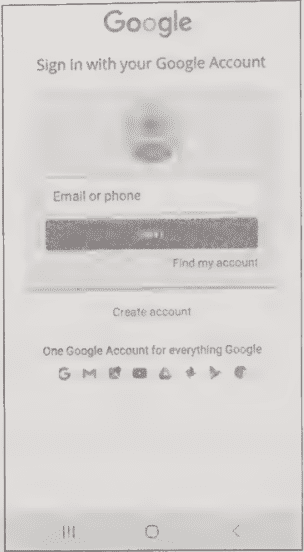 Google
Sign in with your Google Account
Email or phone
Find my account
Create account
One Google Account for everything Google